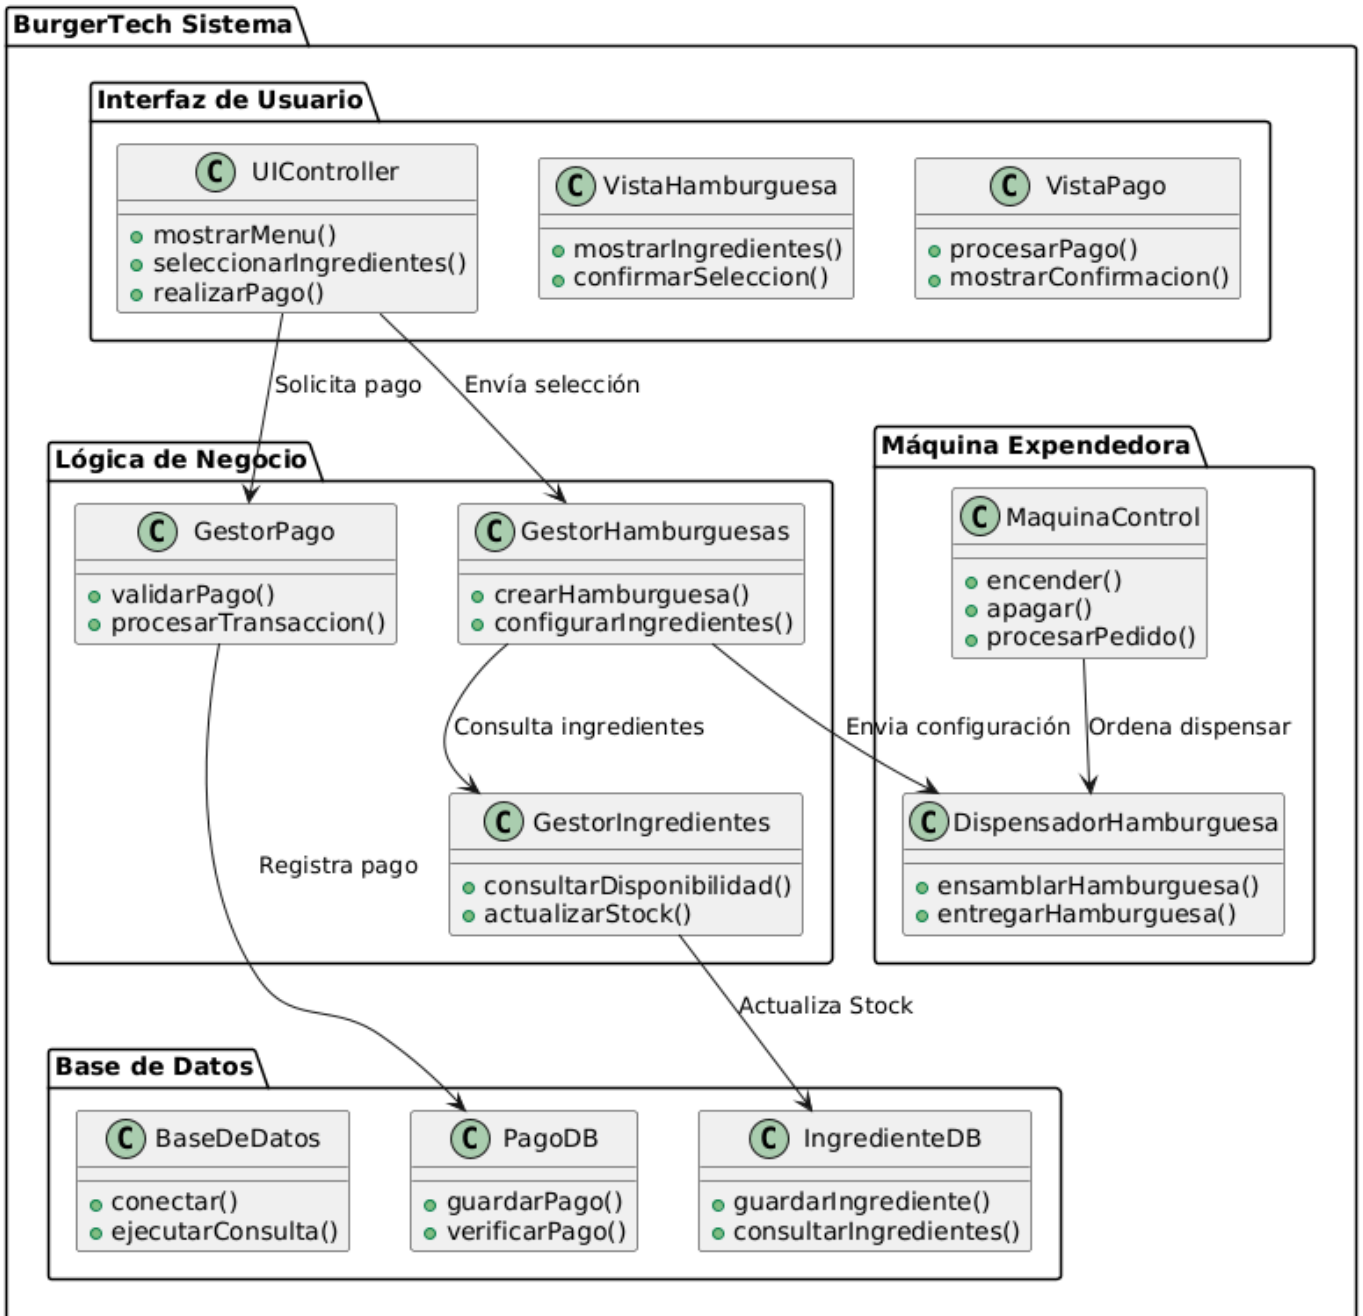 BurgerTech Sistema
Interfaz de Usuario
C UIController
mostrarMenu()
seleccionarIngredientes()
realizarPago()
C VistaHamburguesa
mostrarIngredientes()
confirmarSeleccion()
C VistaPago
procesarPago()
mostrarConfirmacion()
Solicita pago
Envía selección
Lógica de Negocio
C GestorPago
validarPago()
procesarTransaccion()
C GestorHamburguesas
crearHamburguesa()
configurarIngredientes()
Máquina Expendedora
C MaquinaControl
encender()
apagar()
procesarPedido()
Consulta ingredientes
Envia configuración
Ordena dispensar
C GestorIngredientes
consultarDisponibilidad()
actualizarStock()
C DispensadorHamburguesa
ensamblarHamburguesa()
entregarHamburguesa()
Registra pago
Actualiza Stock
Base de Datos
C BaseDeDatos
conectar()
ejecutarConsulta()
C PagoDB
guardarPago()
verificarPago()
C IngredienteDB
guardarIngrediente()
consultarIngredientes()